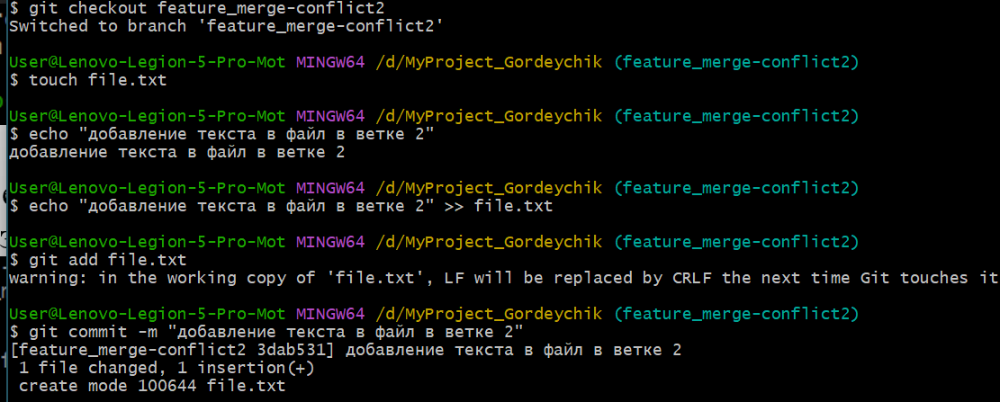 $ git checkout feature_merge-conflict2
Switched to branch 'feature_merge-conflict2'
User@Lenovo-Legion-5-Pro-Mot MINGW64 /d/MyProject_Gordeychik (feature_merge-conflict2)
$ touch file.txt
User@Lenovo-Legion-5-Pro-Mot MINGW64 /d/MyProject_Gordeychik (feature_merge-conflict2)
$ echo "добавление текста в файл в ветке 2"
добавление текста в файл в ветке 2
User@Lenovo-Legion-5-Pro-Mot MINGW64 /d/MyProject_Gordeychik (feature_merge-conflict2)
$ echo "добавление текста в файл в ветке 2" >> file.txt
User@Lenovo-Legion-5-Pro-Mot MINGW64 /d/MyProject_Gordeychik (feature_merge-conflict2)
$ git add file.txt
warning: in the working copy of 'file.txt', LF will be replaced by CRLF the next time Git touches it
User@Lenovo-Legion-5-Pro-Mot MINGW64 /d/MyProject_Gordeychik (feature_merge-conflict2)
$ git commit -m "добавление текста в файл в ветке 2"
[feature_merge-conflict2 3dab531] добавление текста в файл в ветке 2
1 file changed, 1 insertion(+)
create mode 100644 file.txt